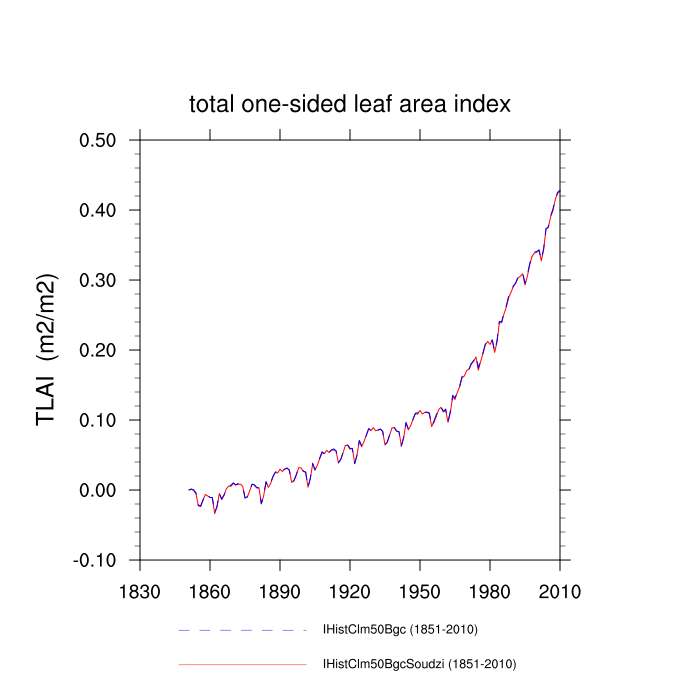 total one-sided leaf area index
TLAI (m2/m2)
0.50
0.40
0.30
0.20
0.10
0.00
-0.10
1830 1860 1890 1920 1950 1980 2010
IHistClm50Bgc (1851-2010)
IHistClm50BgcSoudzi (1851-2010)